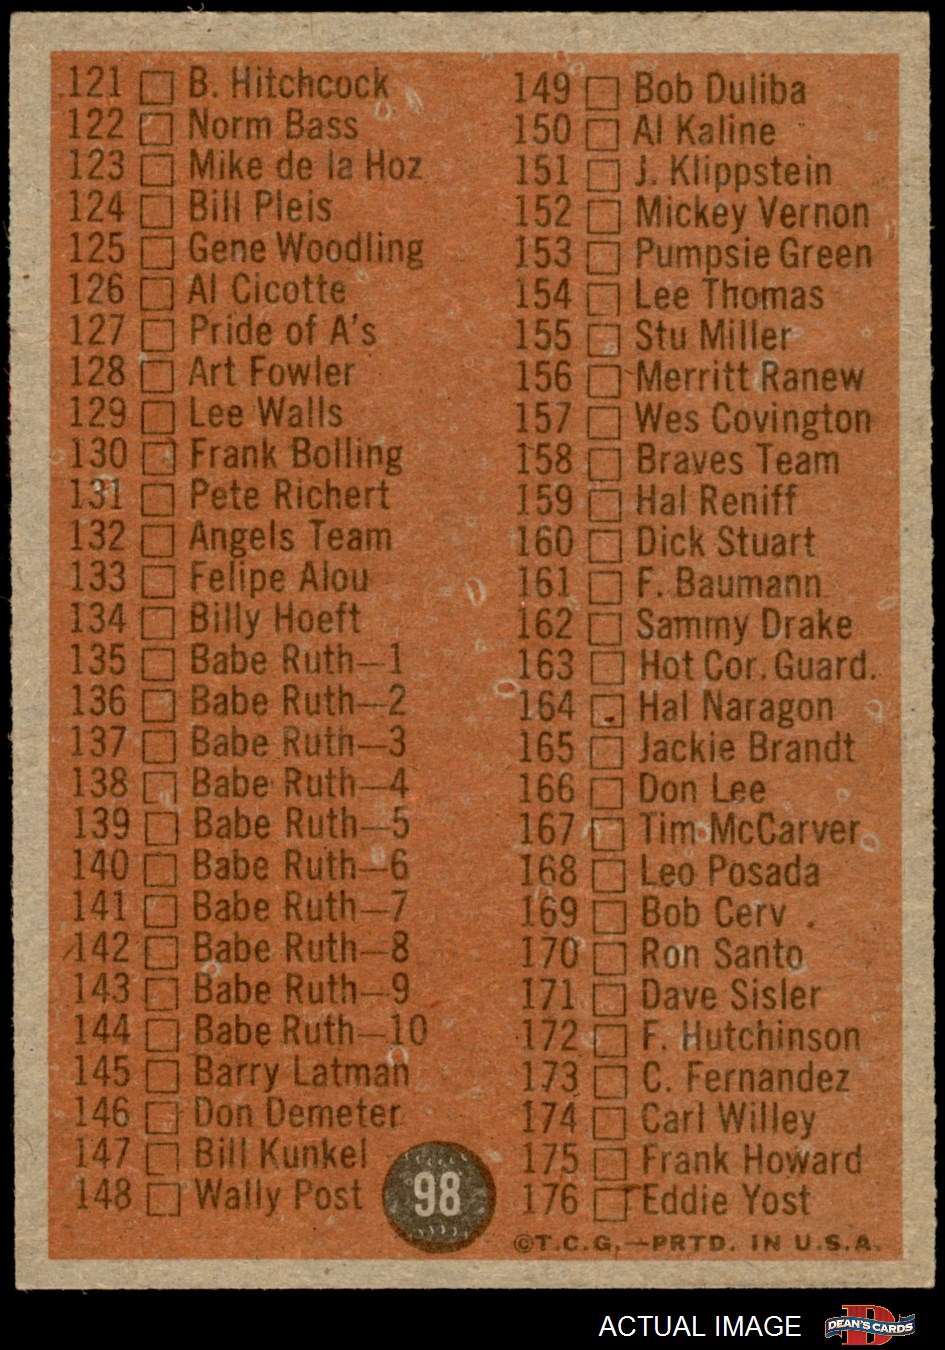 121 B. Hitchcock
122 Norm Bass
123 Mike de la Hoz
124 Bill Pleis
125 Gene Woodling
126 Al Cicotte
127 Pride of A's
128 Art Fowler
129 Lee Walls
130 Frank Bolling
131 Pete Richert
132 Angels Team
133 Felipe Alou
134 Billy Hoeft
135 Babe Ruth—1
136 Babe Ruth—2
137 Babe Ruth—3
138 Babe Ruth—4
139 Babe Ruth—5
140 Babe Ruth—6
141 Babe Ruth—7
142 Babe Ruth—8
143 Babe Ruth—9
144 Babe Ruth—10
145 Barry Latman
146 Don Demeter
147 Bill Kunkel
148 Wally Post
98
149 Bob Duliba
150 Al Kaline
151 J. Klippstein
152 Mickey Vernon
153 Pumpsie Green
154 Lee Thomas
155 Stu Miller
156 Merritt Ranew
157 Wes Covington
158 Braves Team
159 Hal Reniff
160 Dick Stuart
161 F. Baumann
162 Sammy Drake
163 Hot Cor. Guard.
164 Hal Naragon
165 Jackie Brandt
166 Don Lee
167 Tim McCarver
168 Leo Posada
169 Bob Cerv
170 Ron Santo
171 Dave Sisler
172 F. Hutchinson
173 C. Fernandez
174 Carl Willey
175 Frank Howard
176 Eddie Yost
©T.C.G.—PRTD. IN U.S.A.
ACTUAL IMAGE
D
DEAN'S CARDS